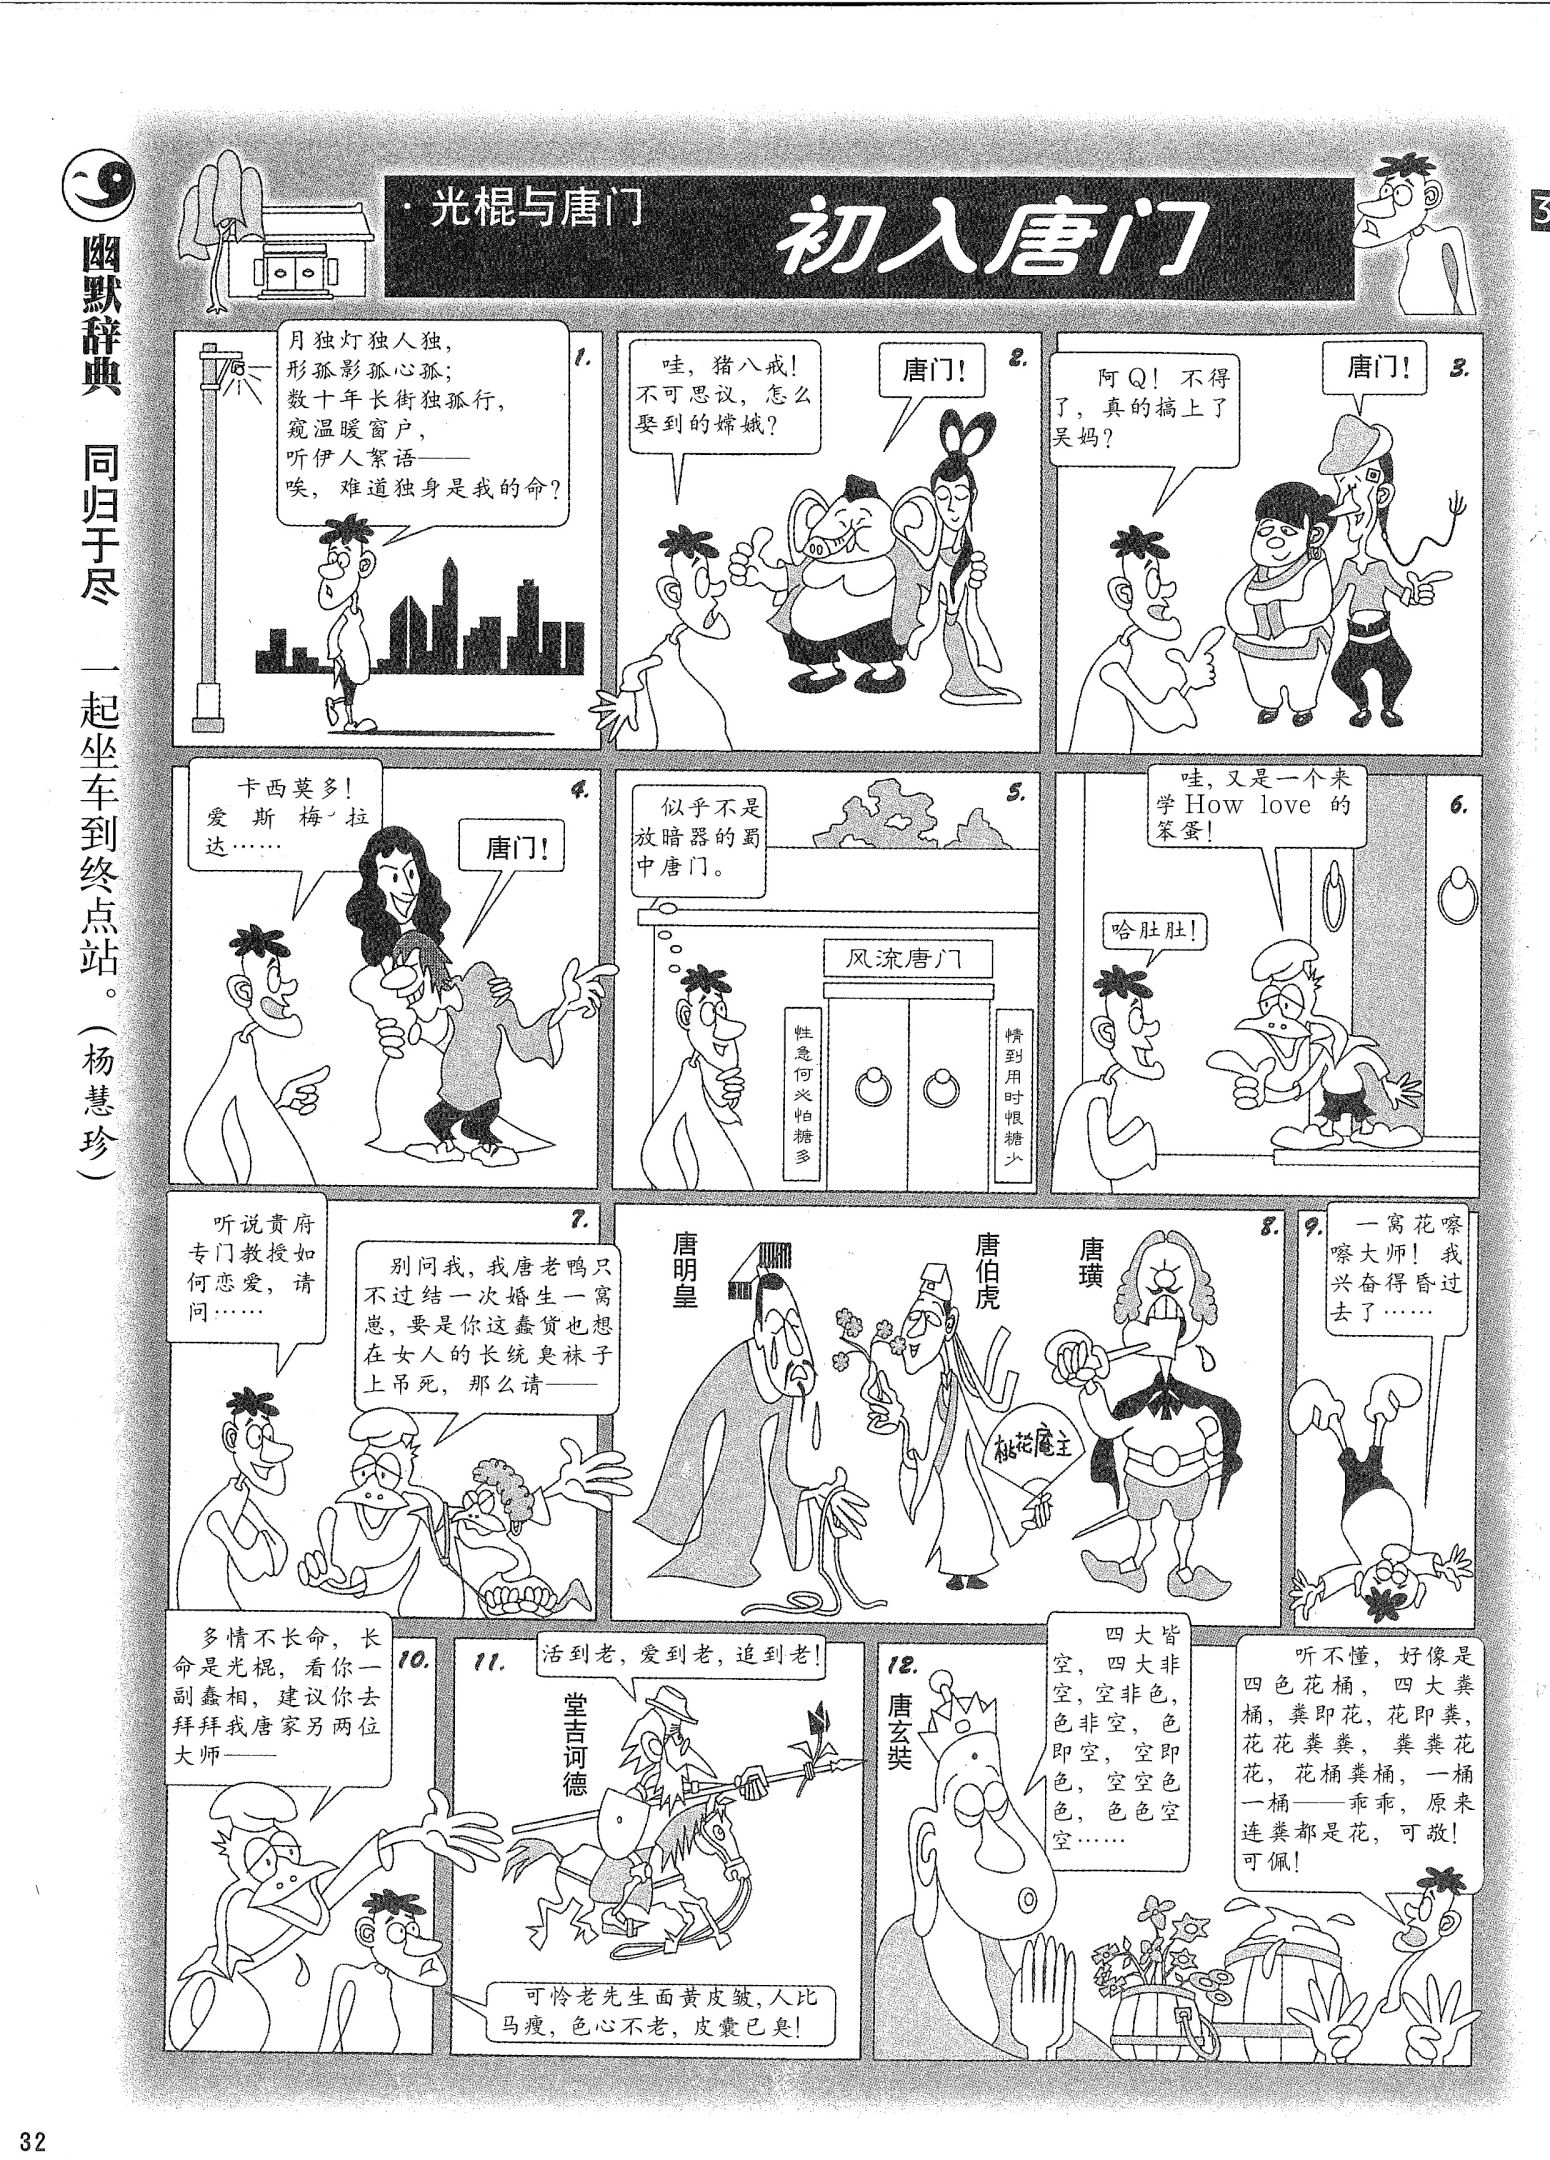 幽默辞典 同归于尽 一起坐车到终点站。(杨慧珍)
·光棍与唐门
初入唐门
1.
月独灯独人独,
形孤影孤心孤;
数十年长街独孤行,
窥温暖窗户,
听伊人絮语——
唉, 难道独身是我的命?
2.
哇, 猪八戒!
不可思议, 怎么
娶到的嫦娥?
唐门!
3.
阿Q! 不得
了, 真的搞上了
吴妈?
唐门!
4.
卡西莫多!
爱斯梅拉
达……
唐门!
5.
似乎不是
放暗器的蜀
中唐门。
风流唐门
性急何必怕糖多
情到用时恨糖少
6.
哇,又是一个来
学How love的
笨蛋!
哈肚肚!
7.
听说贵府
专门教授如
何恋爱, 请
问……
别问我, 我唐老鸭只
不过结一次婚生一窝
崽, 要是你这蠢货也想
在女人的长统臭袜子
上吊死, 那么请——
8.
唐明皇
唐伯虎
唐璜
桃花庵主
9.
一窝花嚓
嚓大师! 我
兴奋得昏过
去了……
10.
多情不长命, 长
命是光棍, 看你一
副蠢相, 建议你去
拜拜我唐家另两位
大师——
11.
活到老, 爱到老, 追到老!
堂吉诃德
可怜老先生面黄皮皱,人比
马瘦, 色心不老, 皮囊已臭!
12.
唐玄奘
四大皆
空, 四大非
空, 空非色,
色非空, 色
即空, 空即
色, 空空色
色, 色色空
空……
听不懂, 好像是
四色花桶, 四大粪
桶, 粪即花, 花即粪,
花花粪粪, 粪粪花
花, 花桶粪桶, 一桶
一桶——乖乖, 原来
连粪都是花, 可敬!
可佩!
32